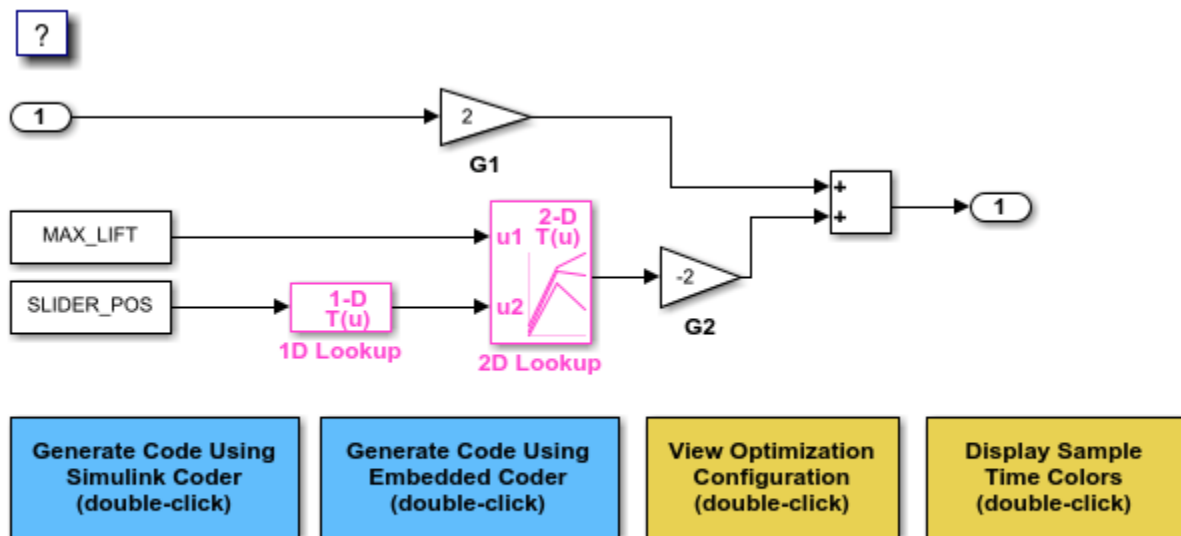 ?
1
2
G1
+
+
1
MAX_LIFT
u1
2-D
T(u)
-2
G2
SLIDER_POS
1-D
T(u)
1D Lookup
u2
2D Lookup
Generate Code Using
Simulink Coder
(double-click)
Generate Code Using
Embedded Coder
(double-click)
View Optimization
Configuration
(double-click)
Display Sample
Time Colors
(double-click)